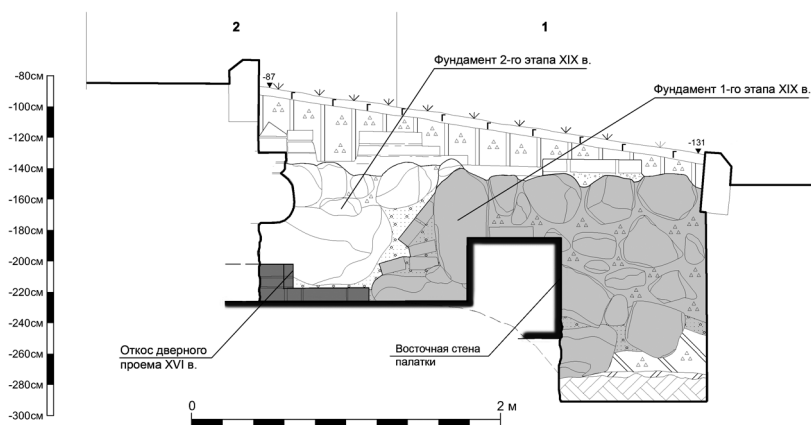 2
1
Фундамент 2-го этапа XIX в.
Фундамент 1-го этапа XIX в.
-87
-131
-80см
-100см
-120см
-140см
-160см
-180см
-200см
-220см
-240см
-260см
-280см
-300см
Откос дверного
проема XVI в.
Восточная стена
палатки
0
2 м